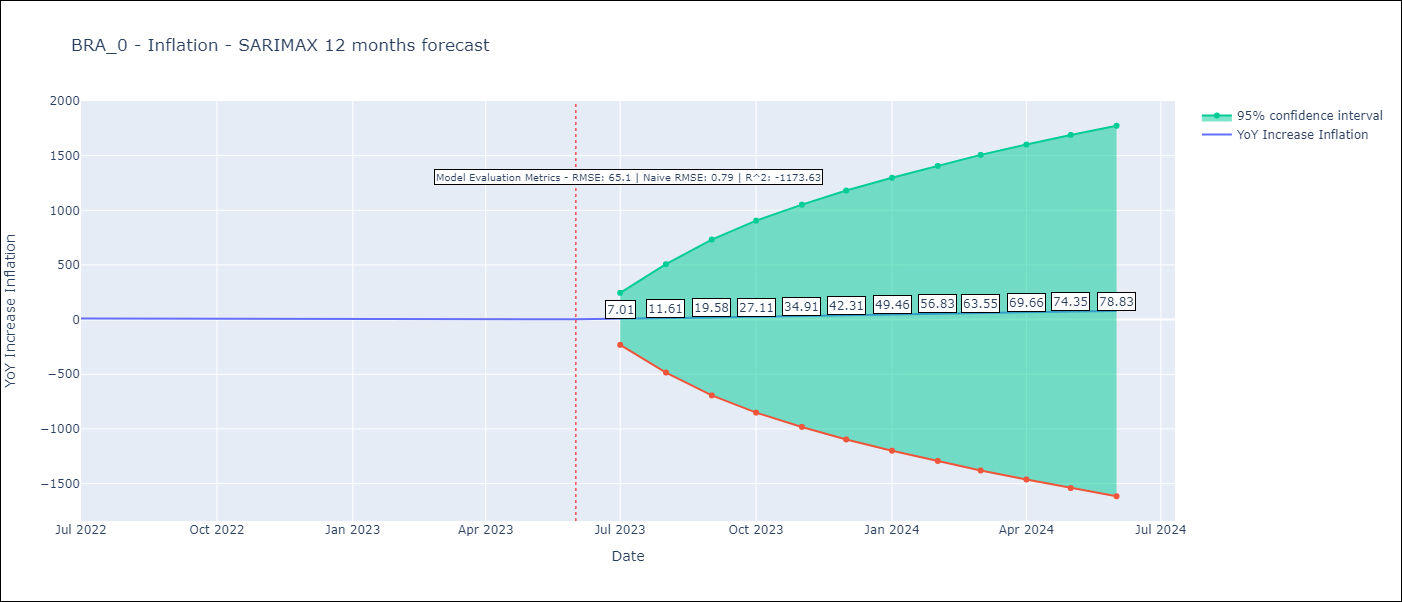 BRA_0 - Inflation - SARIMAX 12 months forecast
2000
1500
1000
500
0
−500
−1000
−1500
YoY Increase Inflation
Model Evaluation Metrics - RMSE: 65.1 | Naive RMSE: 0.79 | R^2: -1173.63
7.01
11.61
19.58
27.11
34.91
42.31
49.46
56.83
63.55
69.66
74.35
78.83
Jul 2022
Oct 2022
Jan 2023
Apr 2023
Jul 2023
Oct 2023
Jan 2024
Apr 2024
Jul 2024
Date
95% confidence interval
YoY Increase Inflation